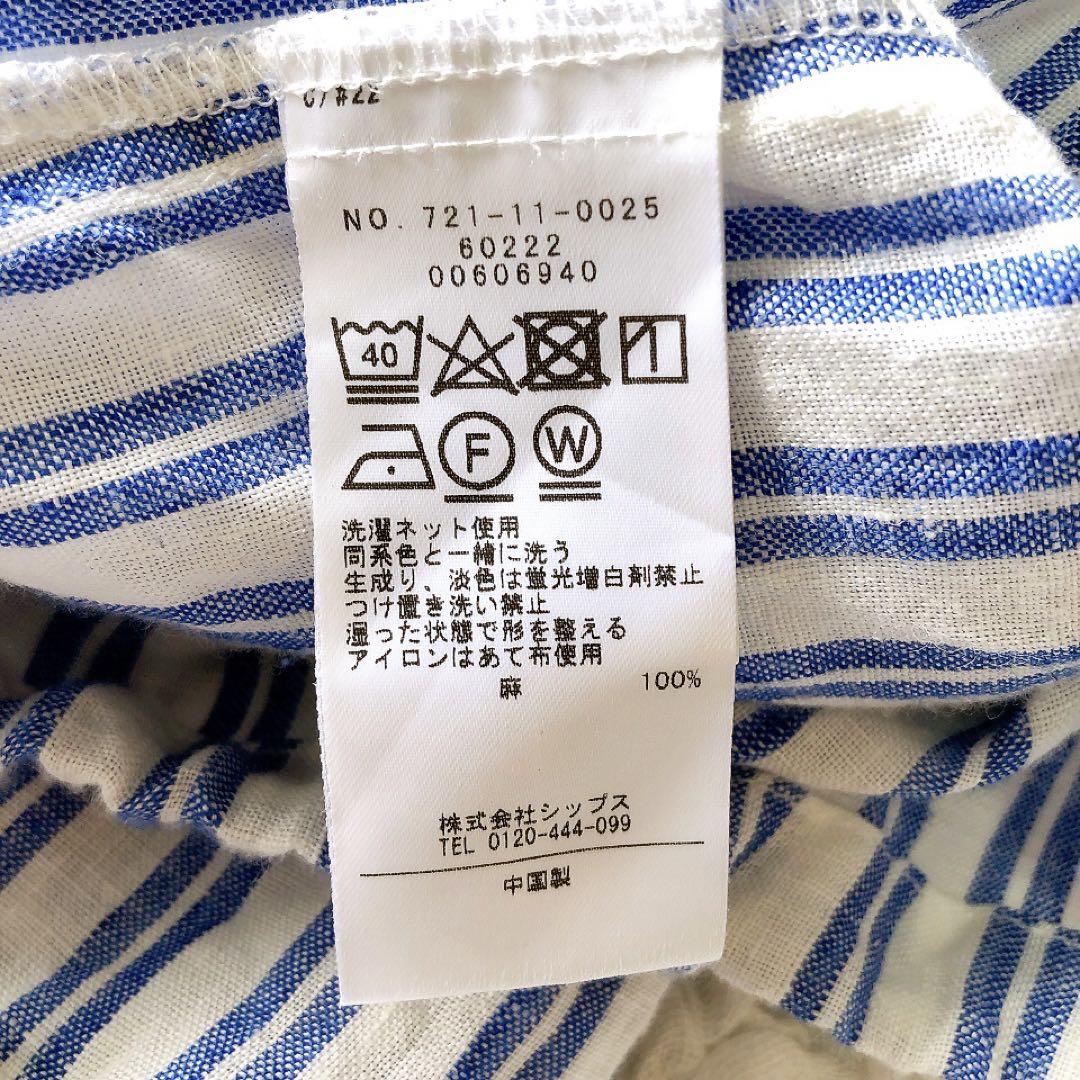 NO. 721-11-0025
60222
00606940
40
F W
洗濯ネット使用
同系色と一緒に洗う
生成り、淡色は蛍光増白剤禁止
つけ置き洗い禁止
湿った状態で形を整える
アイロンはあて布使用
麻 100%
株式会社シップス
TEL 0120-444-099
中国製